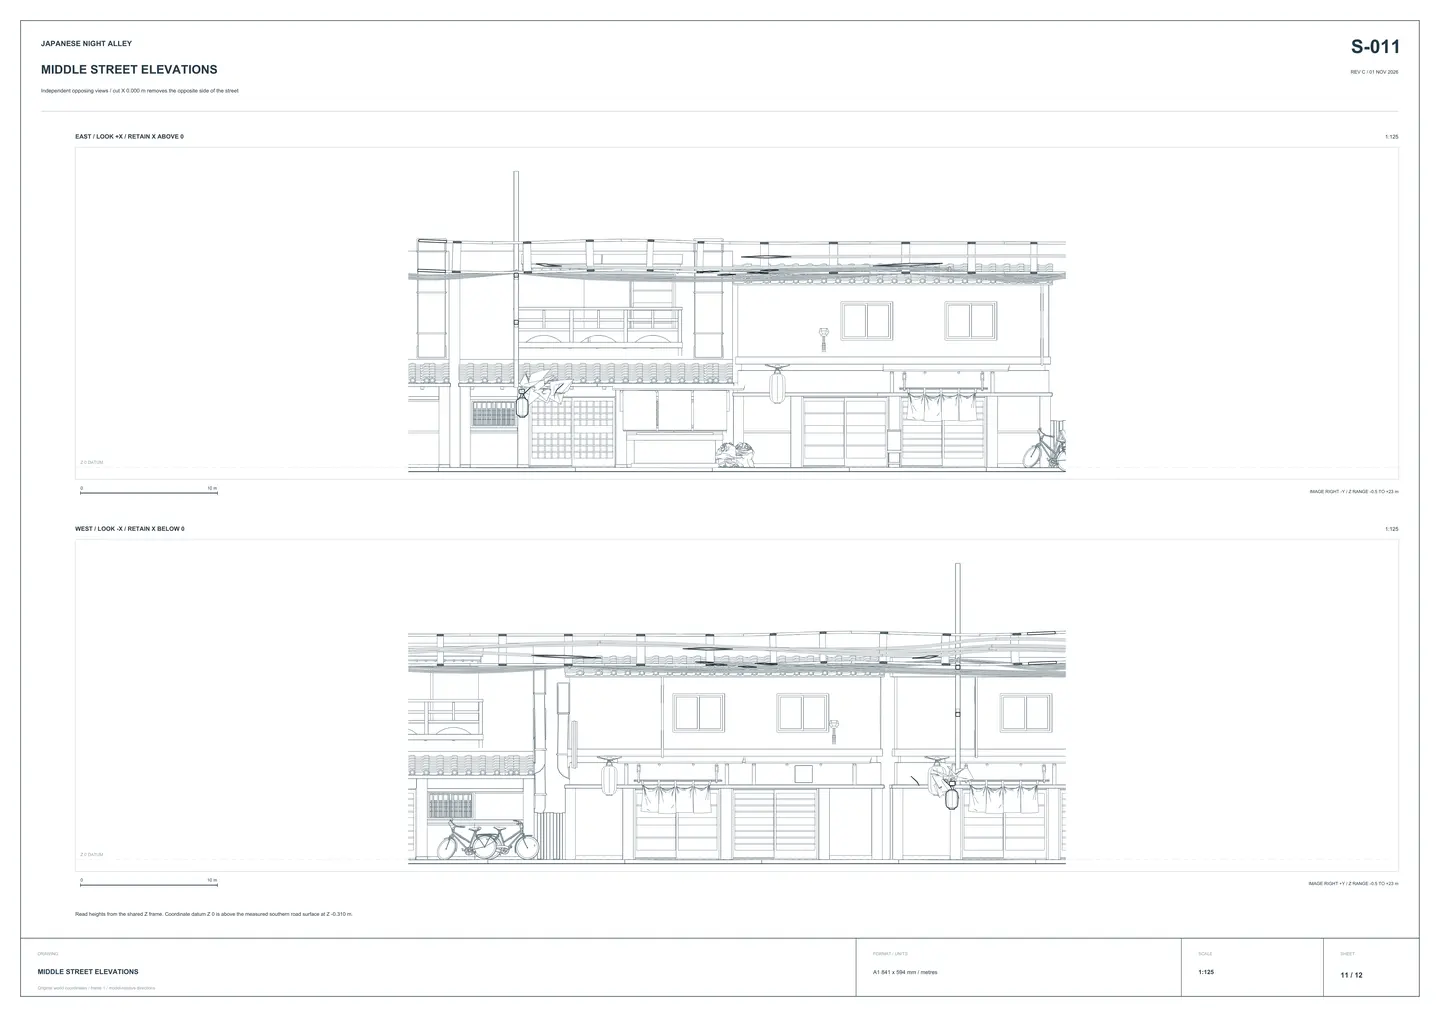 JAPANESE NIGHT ALLEY
S-011
MIDDLE STREET ELEVATIONS
REV C / 01 NOV 2026
Independent opposing views / cut X 0.000 m removes the opposite side of the street
EAST / LOOK +X / RETAIN X ABOVE 0
1:125
Z 0 DATUM
0 10 m
IMAGE RIGHT -Y / Z RANGE -0.5 TO +23 m
WEST / LOOK -X / RETAIN X BELOW 0
1:125
Z 0 DATUM
0 10 m
IMAGE RIGHT +Y / Z RANGE -0.5 TO +23 m
Read heights from the shared Z frame. Coordinate datum Z 0 is above the measured southern road surface at Z -0.310 m.
DRAWING
MIDDLE STREET ELEVATIONS
FORMAT / UNITS
A1 841 x 594 mm / metres
SCALE
1:125
SHEET
11 / 12